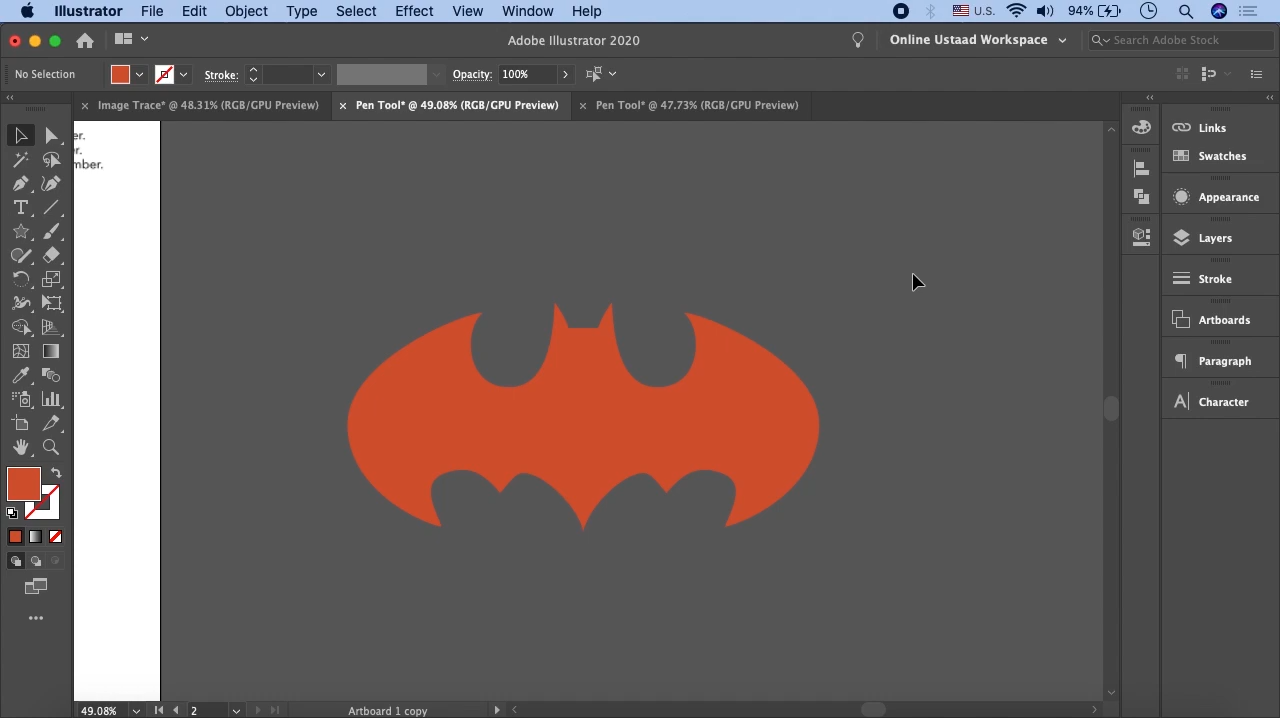 Illustrator File Edit Object Type Select Effect View Window Help U.S. 94%
Adobe Illustrator 2020 Online Ustaad Workspace Search Adobe Stock
No Selection Stroke: Opacity: 100%
× Image Trace* @ 48.31% (RGB/GPU Preview) × Pen Tool* @ 49.08% (RGB/GPU Preview) × Pen Tool* @ 47.73% (RGB/GPU Preview)
er.
r.
mber.
Links
Swatches
Appearance
Layers
Stroke
Artboards
Paragraph
Character
49.08% 2 Artboard 1 copy